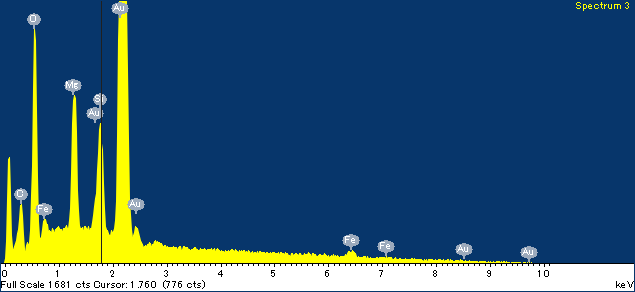 Spectrum 3
Au
O
Mg
Si
Au
O
Fe
Au
Fe
Fe
Au
Au
0 1 2 3 4 5 6 7 8 9 10
Full Scale 1681 cts Cursor: 1.760 (776 cts) keV